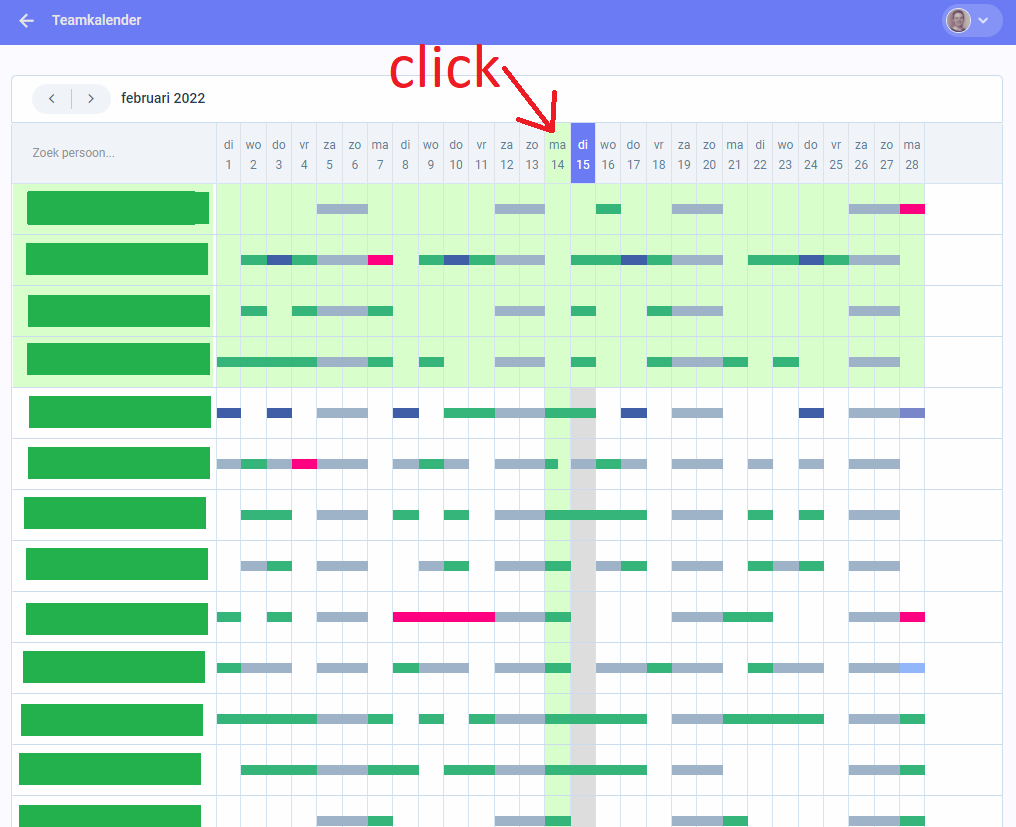 Teamkalender
click
februari 2022
Zoek persoon...
di wo do vr za zo ma di wo do vr za zo ma di wo do vr za zo ma di wo do vr za zo ma
1 2 3 4 5 6 7 8 9 10 11 12 13 14 15 16 17 18 19 20 21 22 23 24 25 26 27 28